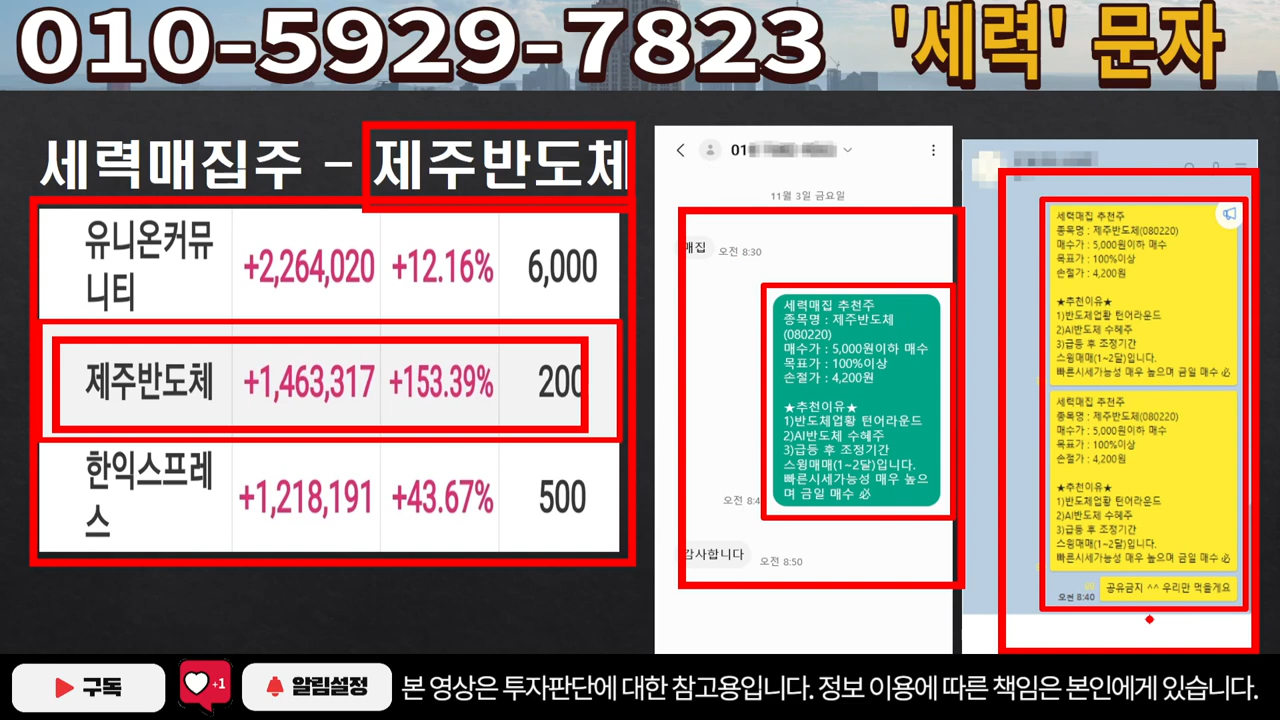 010-5929-7823 '세력' 문자
세력매집주 - 제주반도체
유니온커뮤
니티
+2,264,020 +12.16% 6,000
제주반도체 +1,463,317 +153.39% 200
한익스프레
스
+1,218,191 +43.67% 500
01
11월 3일 금요일
매집 오전 8:30
세력매집 추천주
종목명 : 제주반도체
(080220)
매수가 : 5,000원이하 매수
목표가 : 100%이상
손절가 : 4,200원
★추천이유★
1)반도체업황 턴어라운드
2)AI반도체 수혜주
3)급등 후 조정기간
스윙매매(1~2달)입니다.
빠른시세가능성 매우 높으
며 금일 매수 必
오전 8:4
감사합니다 오전 8:50
세력매집 추천주
종목명 : 제주반도체(080220)
매수가 : 5,000원이하 매수
목표가 : 100%이상
손절가 : 4,200원
★추천이유★
1)반도체업황 턴어라운드
2)AI반도체 수혜주
3)급등 후 조정기간
스윙매매(1~2달)입니다.
빠른시세가능성 매우 높으며 금일 매수 必
세력매집 추천주
종목명 : 제주반도체(080220)
매수가 : 5,000원이하 매수
목표가 : 100%이상
손절가 : 4,200원
★추천이유★
1)반도체업황 턴어라운드
2)AI반도체 수혜주
3)급등 후 조정기간
스윙매매(1~2달)입니다.
빠른시세가능성 매우 높으며 금일 매수 必
오전 8:40 공유금지 ^^ 우리만 먹을게요
구독 +1 알림설정 본 영상은 투자판단에 대한 참고용입니다. 정보 이용에 따른 책임은 본인에게 있습니다.